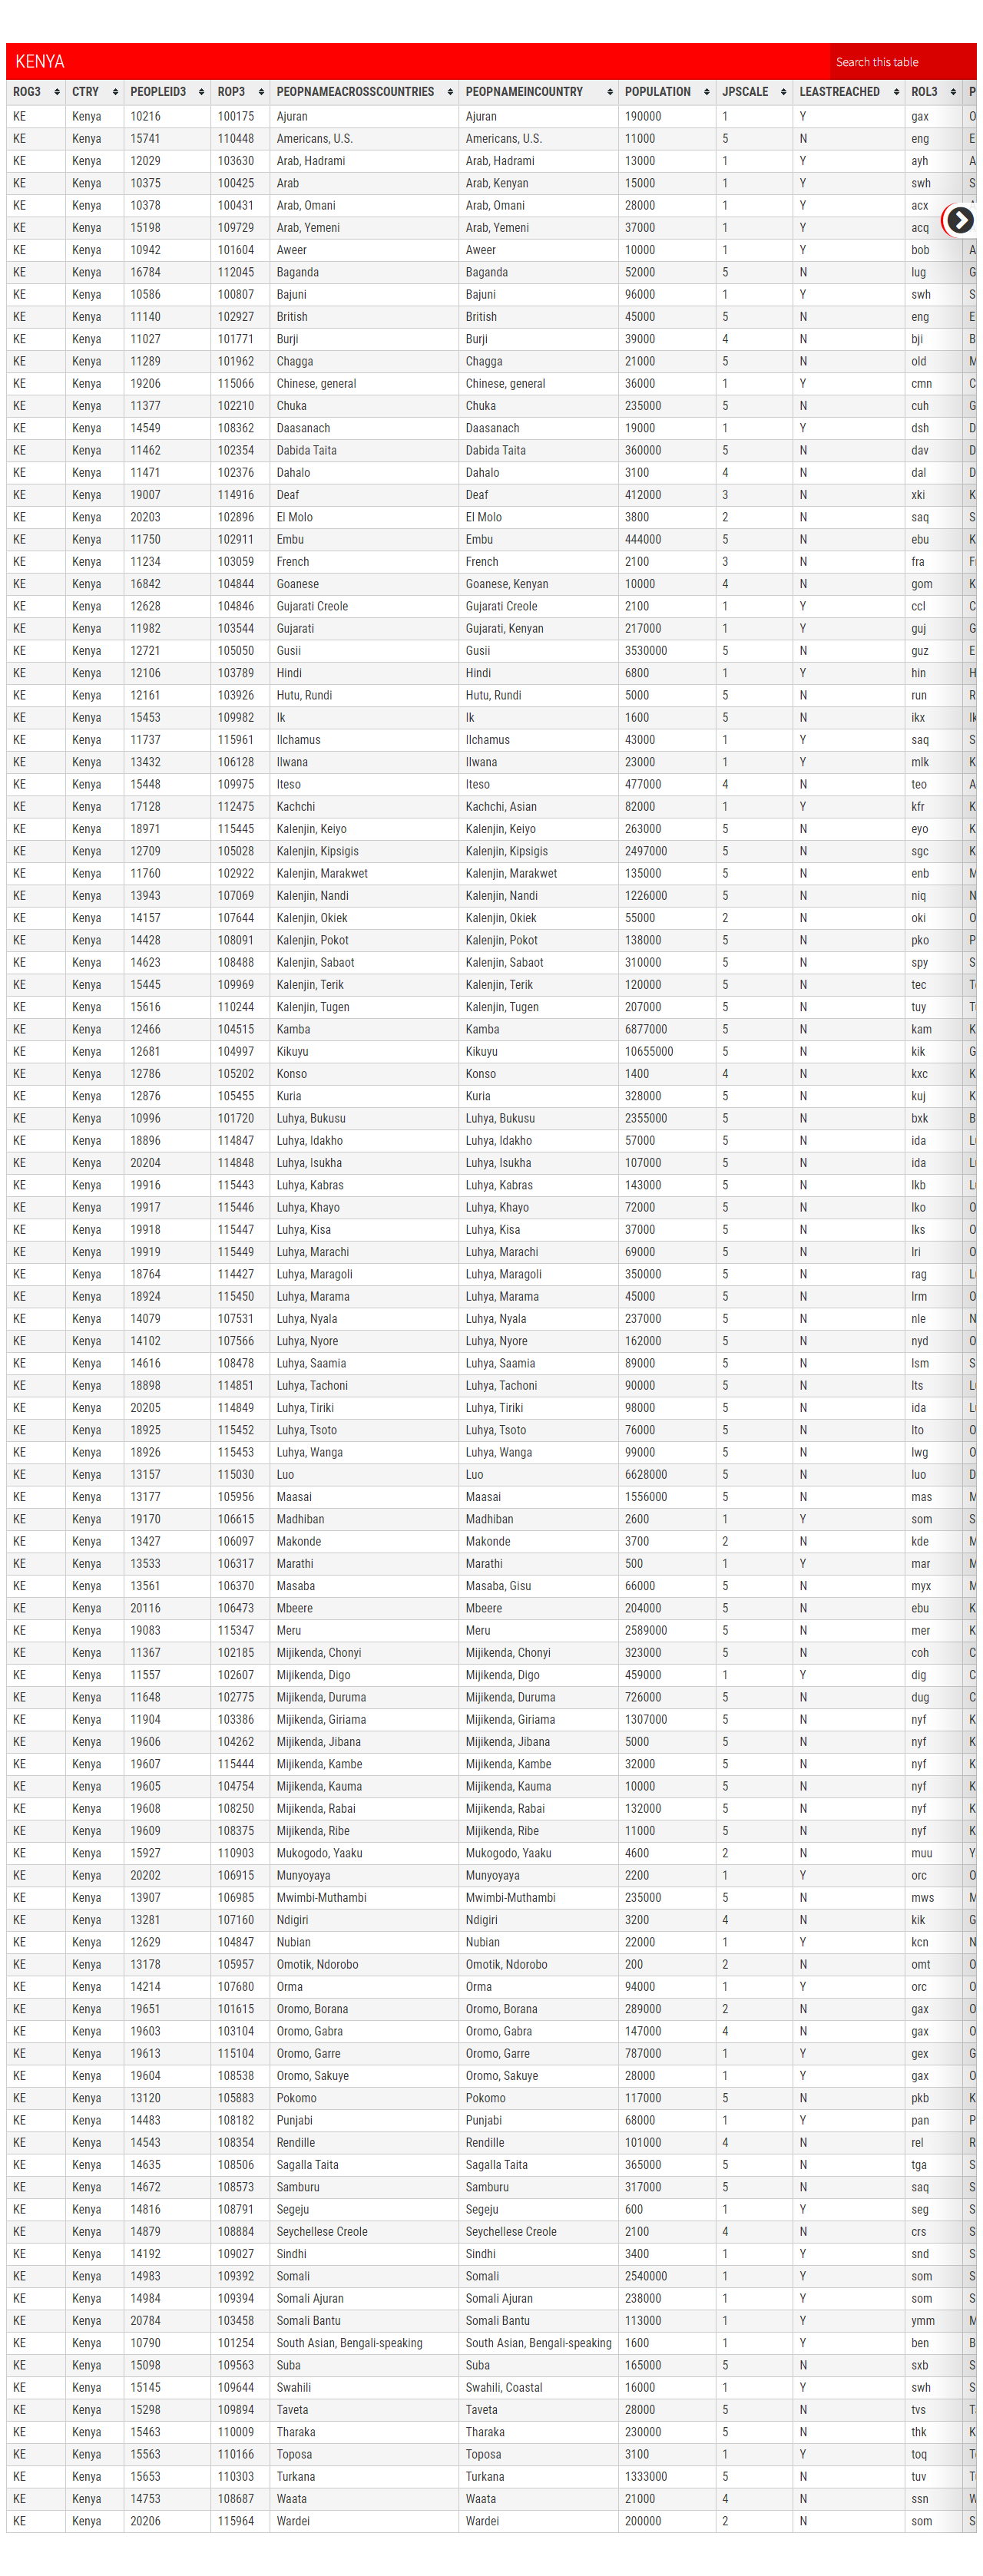 KENYA Search this table
ROG3 CTRY PEOPLEID3 ROP3 PEOPNAMEACROSSCOUNTRIES PEOPNAMEINCOUNTRY POPULATION JPSCALE LEASTREACHED ROL3 P
KE Kenya 10216 100175 Ajuran Ajuran 190000 1 Y gax O
KE Kenya 15741 110448 Americans, U.S. Americans, U.S. 11000 5 N eng E
KE Kenya 12029 103630 Arab, Hadrami Arab, Hadrami 13000 1 Y ayh A
KE Kenya 10375 100425 Arab Arab, Kenyan 15000 1 Y swh S
KE Kenya 10378 100431 Arab, Omani Arab, Omani 28000 1 Y acx
KE Kenya 15198 109729 Arab, Yemeni Arab, Yemeni 37000 1 Y acq
KE Kenya 10942 101604 Aweer Aweer 10000 1 Y bob A
KE Kenya 16784 112045 Baganda Baganda 52000 5 N lug G
KE Kenya 10586 100807 Bajuni Bajuni 96000 1 Y swh S
KE Kenya 11140 102927 British British 45000 5 N eng E
KE Kenya 11027 101771 Burji Burji 39000 4 N bji B
KE Kenya 11289 101962 Chagga Chagga 21000 5 N old M
KE Kenya 19206 115066 Chinese, general Chinese, general 36000 1 Y cmn C
KE Kenya 11377 102210 Chuka Chuka 235000 5 N cuh G
KE Kenya 14549 108362 Daasanach Daasanach 19000 1 Y dsh D
KE Kenya 11462 102354 Dabida Taita Dabida Taita 360000 5 N dav D
KE Kenya 11471 102376 Dahalo Dahalo 3100 4 N dal D
KE Kenya 19007 114916 Deaf Deaf 412000 3 N xki K
KE Kenya 20203 102896 El Molo El Molo 3800 2 N saq S
KE Kenya 11750 102911 Embu Embu 444000 5 N ebu K
KE Kenya 11234 103059 French French 2100 3 N fra F
KE Kenya 16842 104844 Goanese Goanese, Kenyan 10000 4 N gom K
KE Kenya 12628 104846 Gujarati Creole Gujarati Creole 2100 1 Y ccl C
KE Kenya 11982 103544 Gujarati Gujarati, Kenyan 217000 1 Y guj G
KE Kenya 12721 105050 Gusii Gusii 3530000 5 N guz E
KE Kenya 12106 103789 Hindi Hindi 6800 1 Y hin H
KE Kenya 12161 103926 Hutu, Rundi Hutu, Rundi 5000 5 N run R
KE Kenya 15453 109982 Ik Ik 1600 5 N ikx Ik
KE Kenya 11737 115961 Ilchamus Ilchamus 43000 1 Y saq S
KE Kenya 13432 106128 Ilwana Ilwana 23000 1 Y mlk K
KE Kenya 15448 109975 Iteso Iteso 477000 4 N teo A
KE Kenya 17128 112475 Kachchi Kachchi, Asian 82000 1 Y kfr K
KE Kenya 18971 115445 Kalenjin, Keiyo Kalenjin, Keiyo 263000 5 N eyo K
KE Kenya 12709 105028 Kalenjin, Kipsigis Kalenjin, Kipsigis 2497000 5 N sgc K
KE Kenya 11760 102922 Kalenjin, Marakwet Kalenjin, Marakwet 135000 5 N enb M
KE Kenya 13943 107069 Kalenjin, Nandi Kalenjin, Nandi 1226000 5 N niq N
KE Kenya 14157 107644 Kalenjin, Okiek Kalenjin, Okiek 55000 2 N oki O
KE Kenya 14428 108091 Kalenjin, Pokot Kalenjin, Pokot 138000 5 N pko P
KE Kenya 14623 108488 Kalenjin, Sabaot Kalenjin, Sabaot 310000 5 N spy S
KE Kenya 15445 109969 Kalenjin, Terik Kalenjin, Terik 120000 5 N tec T
KE Kenya 15616 110244 Kalenjin, Tugen Kalenjin, Tugen 207000 5 N tuy T
KE Kenya 12466 104515 Kamba Kamba 6877000 5 N kam K
KE Kenya 12681 104997 Kikuyu Kikuyu 10655000 5 N kik G
KE Kenya 12786 105202 Konso Konso 1400 4 N kxc K
KE Kenya 12876 105455 Kuria Kuria 328000 5 N kuj K
KE Kenya 10996 101720 Luhya, Bukusu Luhya, Bukusu 2355000 5 N bxk B
KE Kenya 18896 114847 Luhya, Idakho Luhya, Idakho 57000 5 N ida L
KE Kenya 20204 114848 Luhya, Isukha Luhya, Isukha 107000 5 N ida L
KE Kenya 19916 115443 Luhya, Kabras Luhya, Kabras 143000 5 N lkb L
KE Kenya 19917 115446 Luhya, Khayo Luhya, Khayo 72000 5 N lko O
KE Kenya 19918 115447 Luhya, Kisa Luhya, Kisa 37000 5 N lks O
KE Kenya 19919 115449 Luhya, Marachi Luhya, Marachi 69000 5 N lri O
KE Kenya 18764 114427 Luhya, Maragoli Luhya, Maragoli 350000 5 N rag L
KE Kenya 18924 115450 Luhya, Marama Luhya, Marama 45000 5 N lrm O
KE Kenya 14079 107531 Luhya, Nyala Luhya, Nyala 237000 5 N nle N
KE Kenya 14102 107566 Luhya, Nyore Luhya, Nyore 162000 5 N nyd O
KE Kenya 14616 108478 Luhya, Saamia Luhya, Saamia 89000 5 N lsm S
KE Kenya 18898 114851 Luhya, Tachoni Luhya, Tachoni 90000 5 N lts L
KE Kenya 20205 114849 Luhya, Tiriki Luhya, Tiriki 98000 5 N ida L
KE Kenya 18925 115452 Luhya, Tsoto Luhya, Tsoto 76000 5 N lto O
KE Kenya 18926 115453 Luhya, Wanga Luhya, Wanga 99000 5 N lwg O
KE Kenya 13157 115030 Luo Luo 6628000 5 N luo D
KE Kenya 13177 105956 Maasai Maasai 1556000 5 N mas M
KE Kenya 19170 106615 Madhiban Madhiban 2600 1 Y som S
KE Kenya 13427 106097 Makonde Makonde 3700 2 N kde M
KE Kenya 13533 106317 Marathi Marathi 500 1 Y mar M
KE Kenya 13561 106370 Masaba Masaba, Gisu 66000 5 N myx M
KE Kenya 20116 106473 Mbeere Mbeere 204000 5 N ebu K
KE Kenya 19083 115347 Meru Meru 2589000 5 N mer K
KE Kenya 11367 102185 Mijikenda, Chonyi Mijikenda, Chonyi 323000 5 N coh C
KE Kenya 11557 102607 Mijikenda, Digo Mijikenda, Digo 459000 1 Y dig C
KE Kenya 11648 102775 Mijikenda, Duruma Mijikenda, Duruma 726000 5 N dug C
KE Kenya 11904 103386 Mijikenda, Giriama Mijikenda, Giriama 1307000 5 N nyf K
KE Kenya 19606 104262 Mijikenda, Jibana Mijikenda, Jibana 5000 5 N nyf K
KE Kenya 19607 115444 Mijikenda, Kambe Mijikenda, Kambe 32000 5 N nyf K
KE Kenya 19605 104754 Mijikenda, Kauma Mijikenda, Kauma 10000 5 N nyf K
KE Kenya 19608 108250 Mijikenda, Rabai Mijikenda, Rabai 132000 5 N nyf K
KE Kenya 19609 108375 Mijikenda, Ribe Mijikenda, Ribe 11000 5 N nyf K
KE Kenya 15927 110903 Mukogodo, Yaaku Mukogodo, Yaaku 4600 2 N muu Y
KE Kenya 20202 106915 Munyoyaya Munyoyaya 2200 1 Y orc O
KE Kenya 13907 106985 Mwimbi-Muthambi Mwimbi-Muthambi 235000 5 N mws M
KE Kenya 13281 107160 Ndigiri Ndigiri 3200 4 N kik G
KE Kenya 12629 104847 Nubian Nubian 22000 1 Y kcn N
KE Kenya 13178 105957 Omotik, Ndorobo Omotik, Ndorobo 200 2 N omt O
KE Kenya 14214 107680 Orma Orma 94000 1 Y orc O
KE Kenya 19651 101615 Oromo, Borana Oromo, Borana 289000 2 N gax O
KE Kenya 19603 103104 Oromo, Gabra Oromo, Gabra 147000 4 N gax O
KE Kenya 19613 115104 Oromo, Garre Oromo, Garre 787000 1 Y gex G
KE Kenya 19604 108538 Oromo, Sakuye Oromo, Sakuye 28000 1 Y gax O
KE Kenya 13120 105883 Pokomo Pokomo 117000 5 N pkb K
KE Kenya 14483 108182 Punjabi Punjabi 68000 1 Y pan P
KE Kenya 14543 108354 Rendille Rendille 101000 4 N rel R
KE Kenya 14635 108506 Sagalla Taita Sagalla Taita 365000 5 N tga S
KE Kenya 14672 108573 Samburu Samburu 317000 5 N saq S
KE Kenya 14816 108791 Segeju Segeju 600 1 Y seg S
KE Kenya 14879 108884 Seychellese Creole Seychellese Creole 2100 4 N crs S
KE Kenya 14192 109027 Sindhi Sindhi 3400 1 Y snd S
KE Kenya 14983 109392 Somali Somali 2540000 1 Y som S
KE Kenya 14984 109394 Somali Ajuran Somali Ajuran 238000 1 Y som S
KE Kenya 20784 103458 Somali Bantu Somali Bantu 113000 1 Y ymm M
KE Kenya 10790 101254 South Asian, Bengali-speaking South Asian, Bengali-speaking 1600 1 Y ben B
KE Kenya 15098 109563 Suba Suba 165000 5 N sxb S
KE Kenya 15145 109644 Swahili Swahili, Coastal 16000 1 Y swh S
KE Kenya 15298 109894 Taveta Taveta 28000 5 N tvs T
KE Kenya 15463 110009 Tharaka Tharaka 230000 5 N thk K
KE Kenya 15563 110166 Toposa Toposa 3100 1 Y toq T
KE Kenya 15653 110303 Turkana Turkana 1333000 5 N tuv T
KE Kenya 14753 108687 Waata Waata 21000 4 N ssn W
KE Kenya 20206 115964 Wardei Wardei 200000 2 N som S